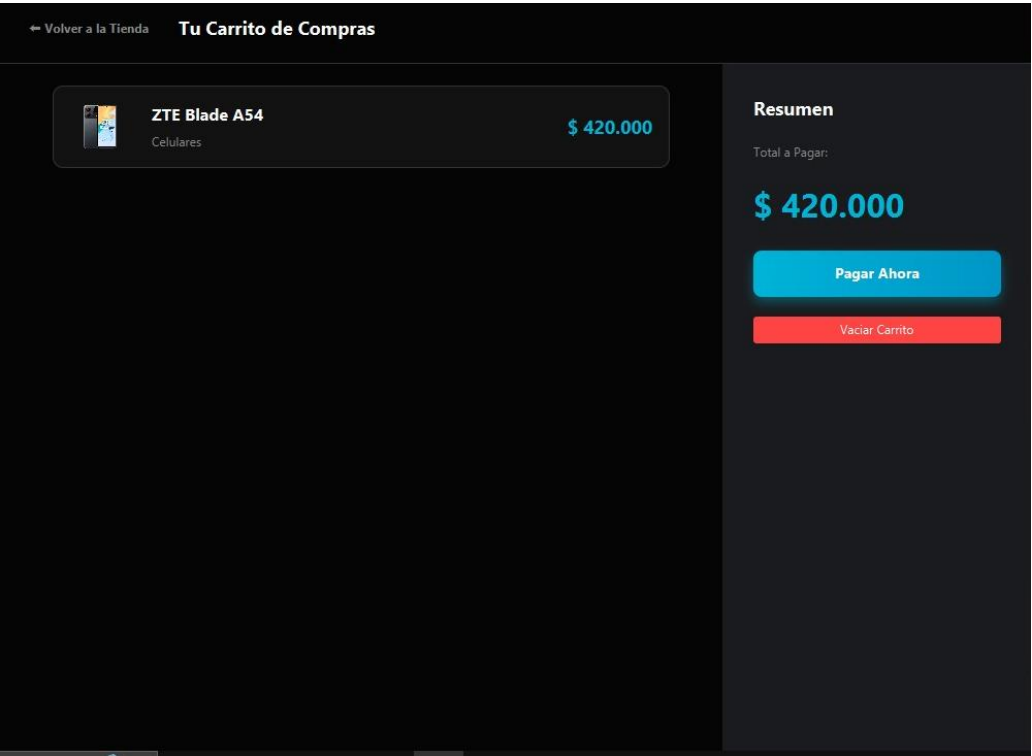 ⬅ Volver a la Tienda
Tu Carrito de Compras
ZTE Blade A54
Celulares
$ 420.000
Resumen
Total a Pagar:
$ 420.000
Pagar Ahora
Vaciar Carrito